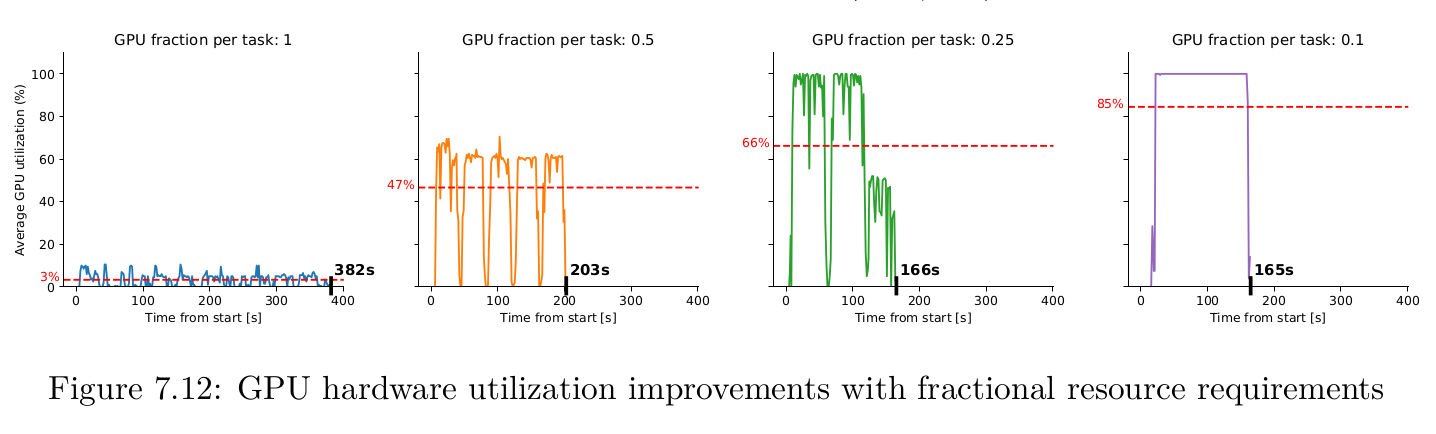 GPU fraction per task: 1
GPU fraction per task: 0.5
GPU fraction per task: 0.25
GPU fraction per task: 0.1
Average GPU utilization (%)
100
80
60
40
20
0
3%
382s
47%
203s
66%
166s
85%
165s
0 100 200 300 400
0 100 200 300 400
0 100 200 300 400
0 100 200 300 400
Time from start [s]
Time from start [s]
Time from start [s]
Time from start [s]
Figure 7.12: GPU hardware utilization improvements with fractional resource requirements